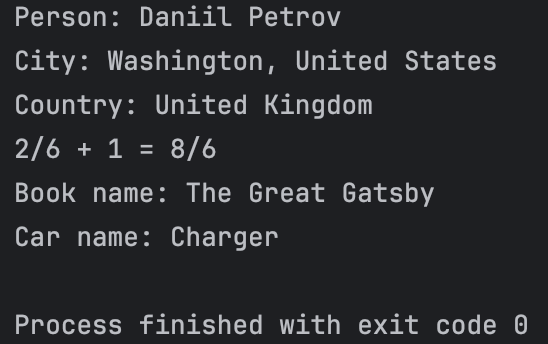 Person: Daniil Petrov
City: Washington, United States
Country: United Kingdom
2/6 + 1 = 8/6
Book name: The Great Gatsby
Car name: Charger
Process finished with exit code 0